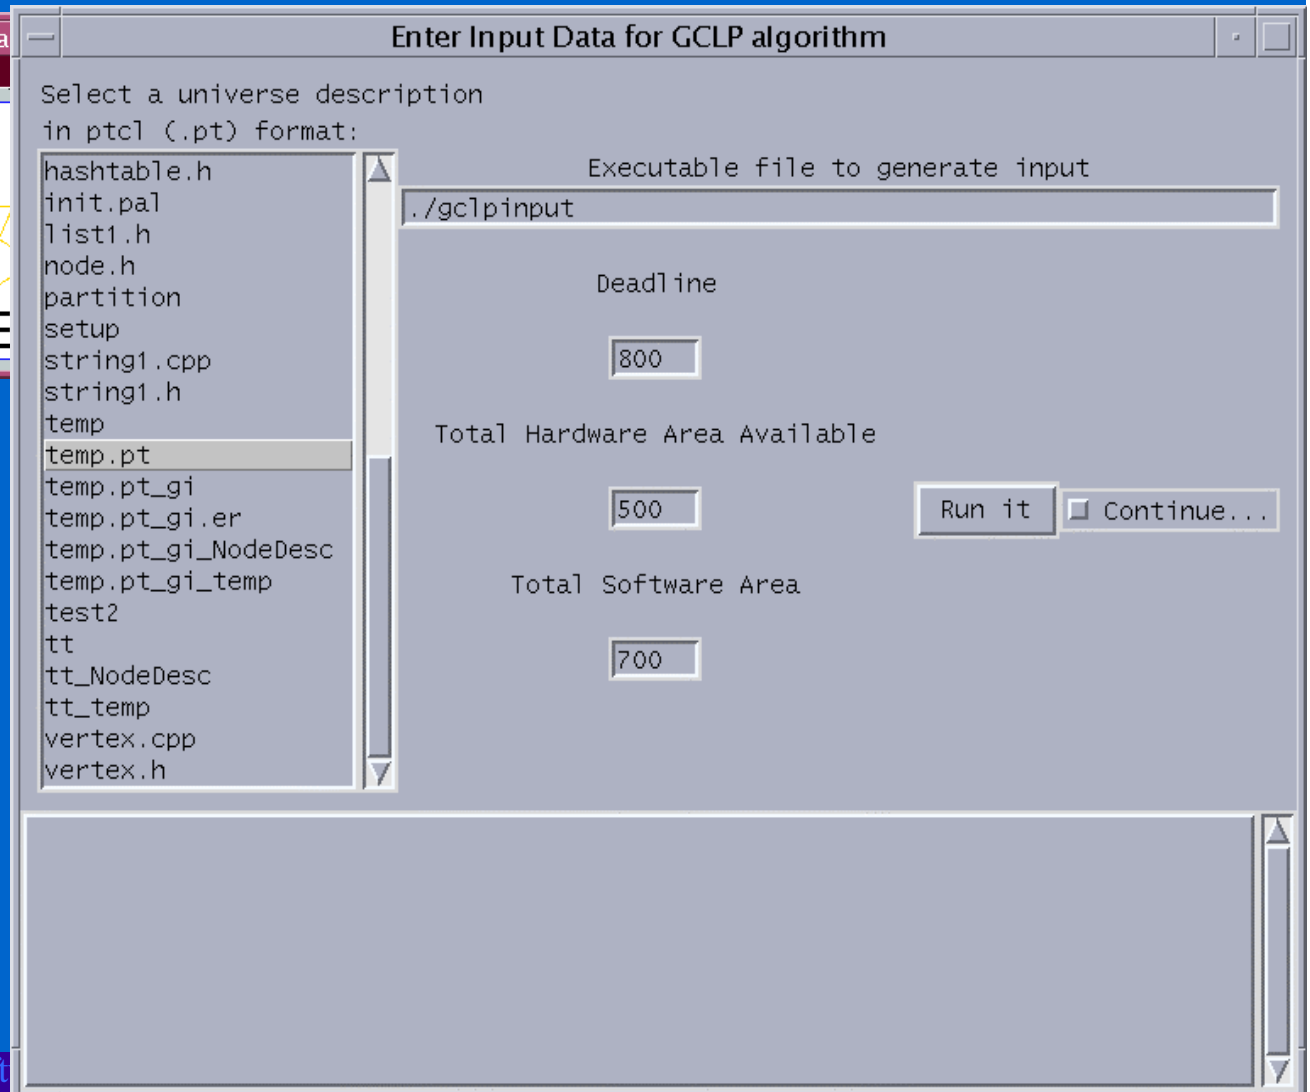 Enter Input Data for GCLP algorithm
Select a universe description
in ptcl (.pt) format:
hashtable.h
init.pal
list1.h
node.h
partition
setup
string1.cpp
string1.h
temp
temp.pt
temp.pt_gi
temp.pt_gi.er
temp.pt_gi_NodeDesc
temp.pt_gi_temp
test2
tt
tt_NodeDesc
tt_temp
vertex.cpp
vertex.h
Executable file to generate input
./gclpinput
Deadline
800
Total Hardware Area Available
500
Run it
Continue...
Total Software Area
700